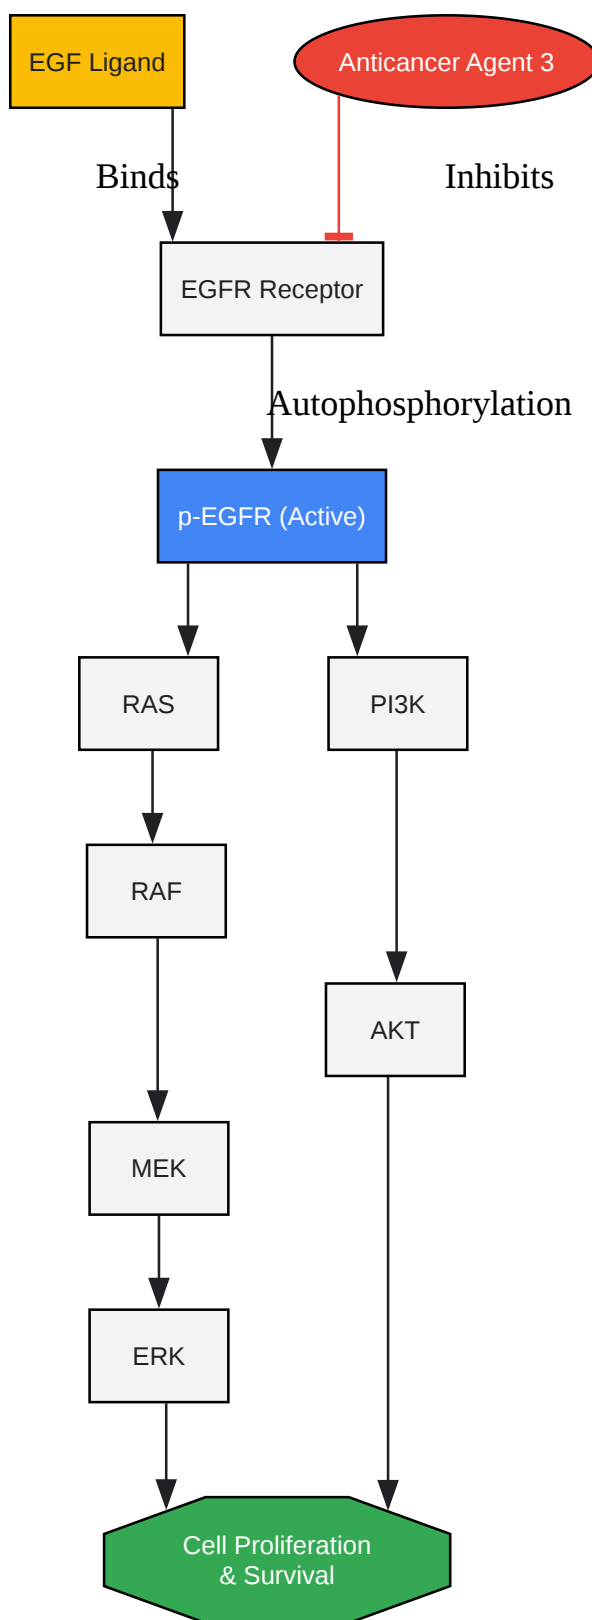 EGF Ligand
Anticancer Agent 3
Binds
Inhibits
EGFR Receptor
Autophosphorylation
p-EGFR (Active)
RAS
PI3K
RAF
AKT
MEK
ERK
Cell Proliferation
& Survival